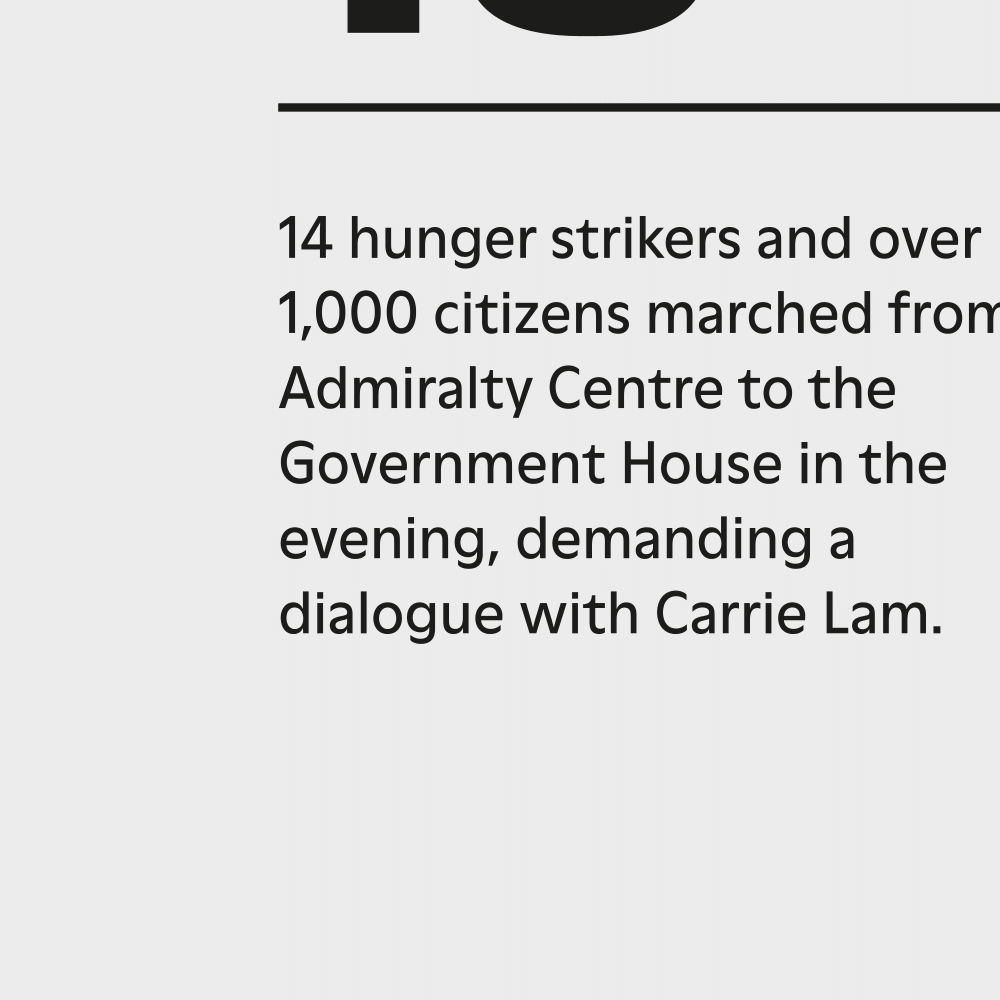 14 hunger strikers and over
1,000 citizens marched from
Admiralty Centre to the
Government House in the
evening, demanding a
dialogue with Carrie Lam.